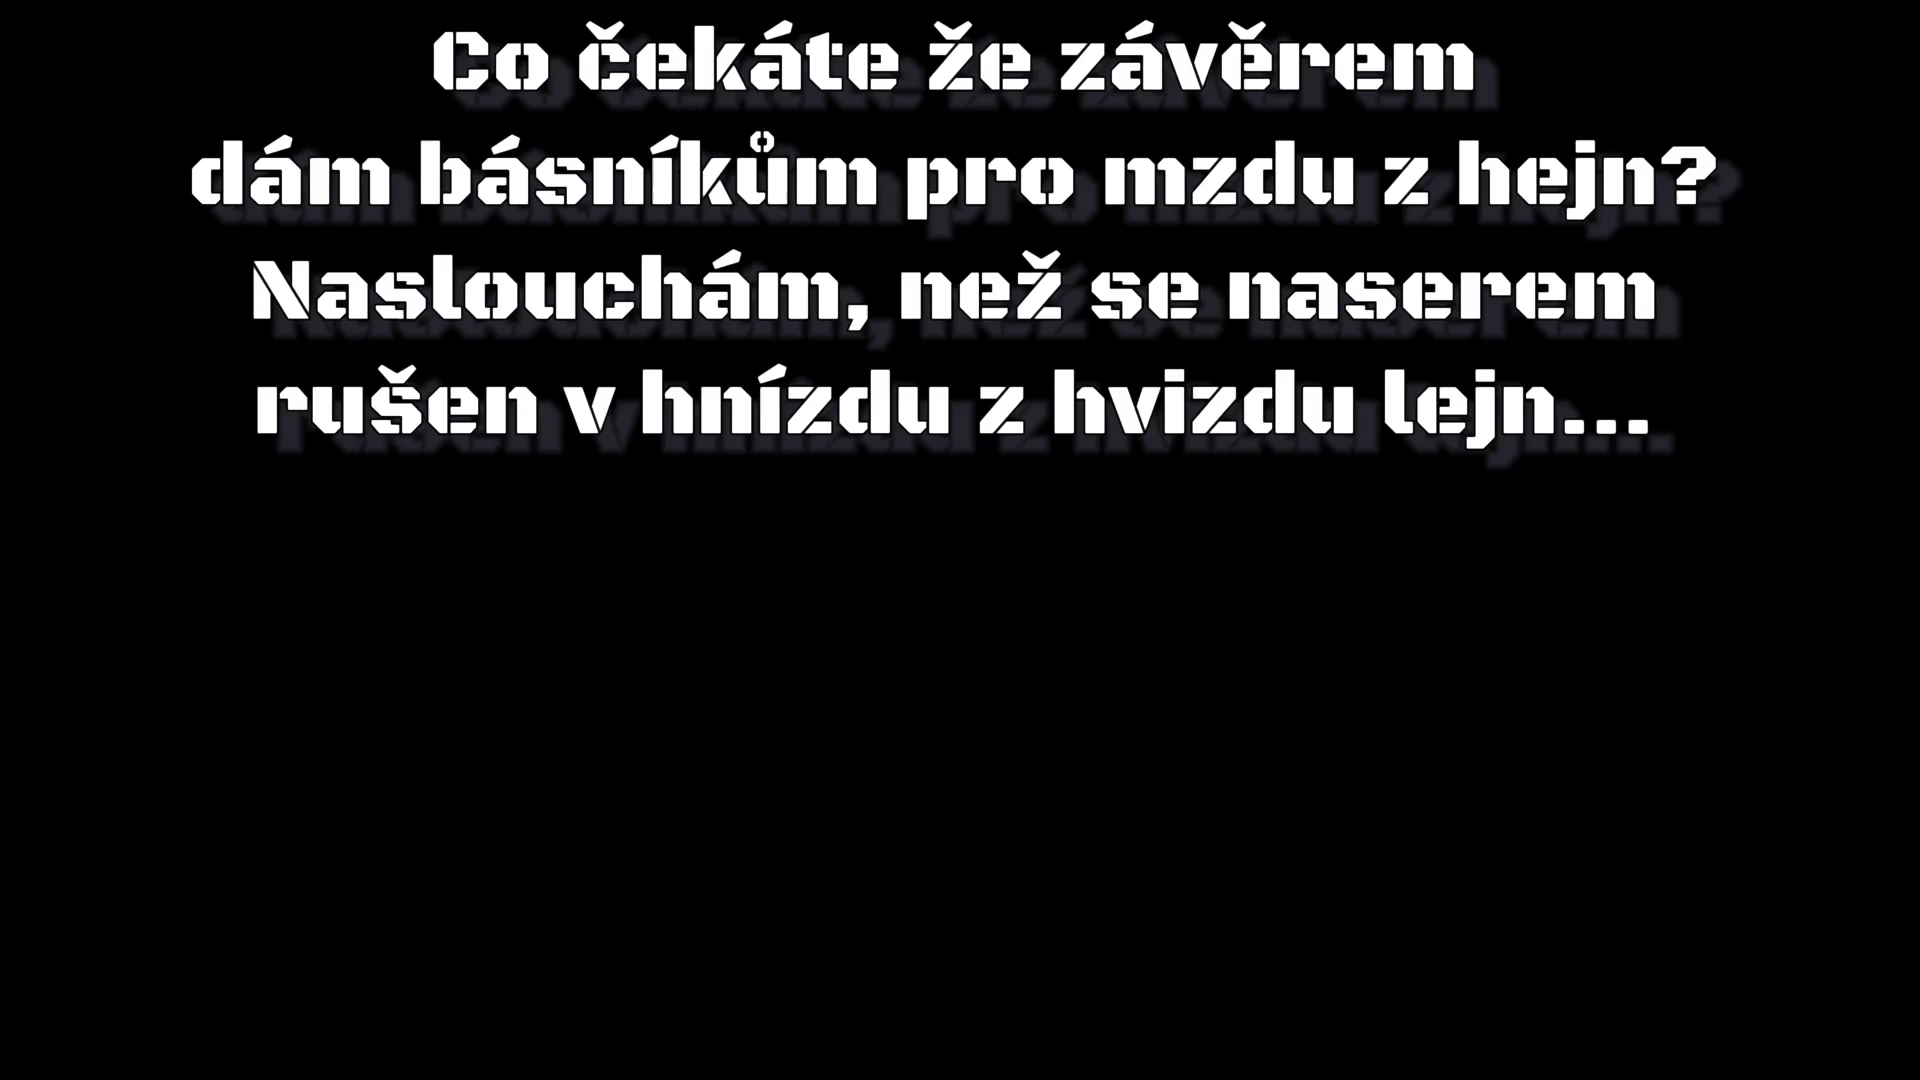 Co čekáte že závěrem
dám básníkům pro mzdu z hejn?
Naslouchám, než se naserem
rušen v hnízdu z hvizdu lejn...